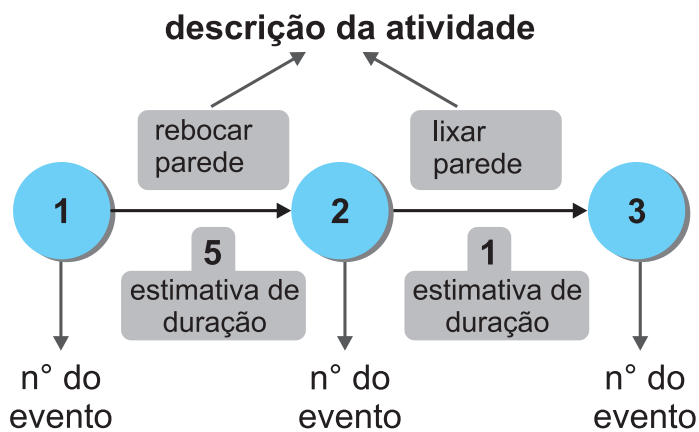 descrição da atividade
rebocar
parede
lixar
parede
1
2
3
5
estimativa de
duração
1
estimativa de
duração
n° do
evento
n° do
evento
n° do
evento